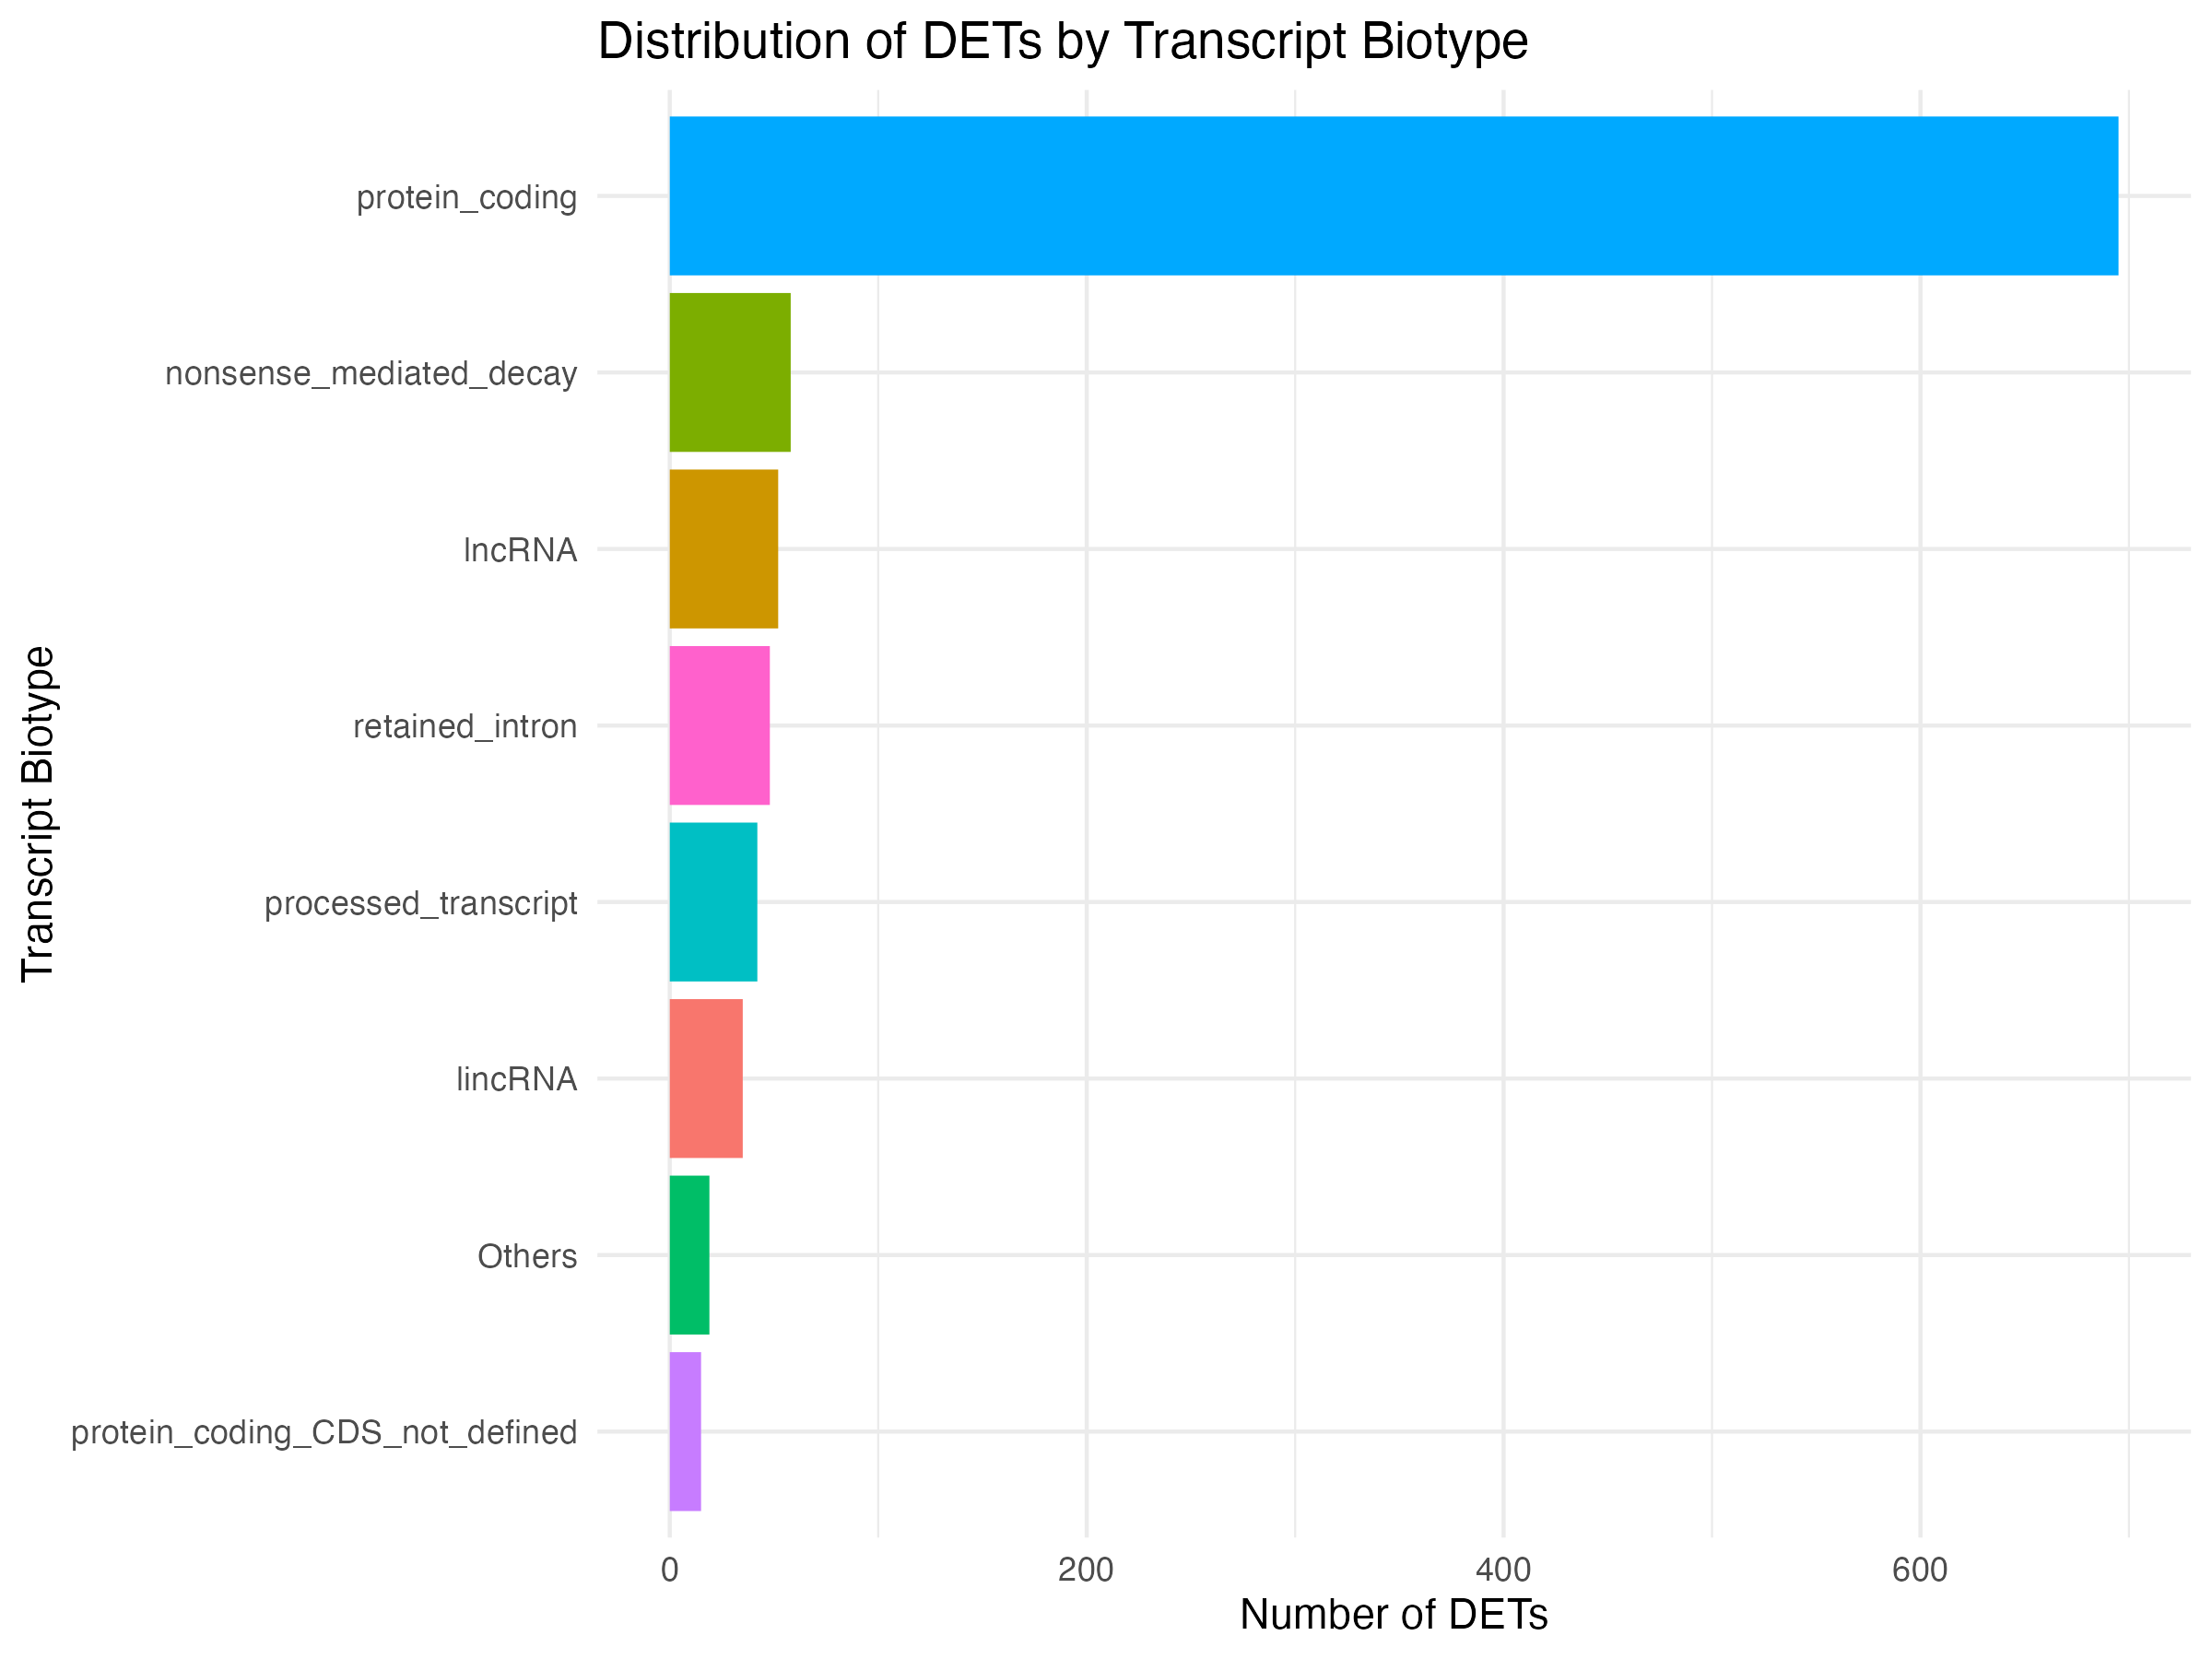 Distribution of DETs by Transcript Biotype
Transcript Biotype
protein_coding
nonsense_mediated_decay
lncRNA
retained_intron
processed_transcript
lincRNA
Others
protein_coding_CDS_not_defined
0 200 400 600
Number of DETs